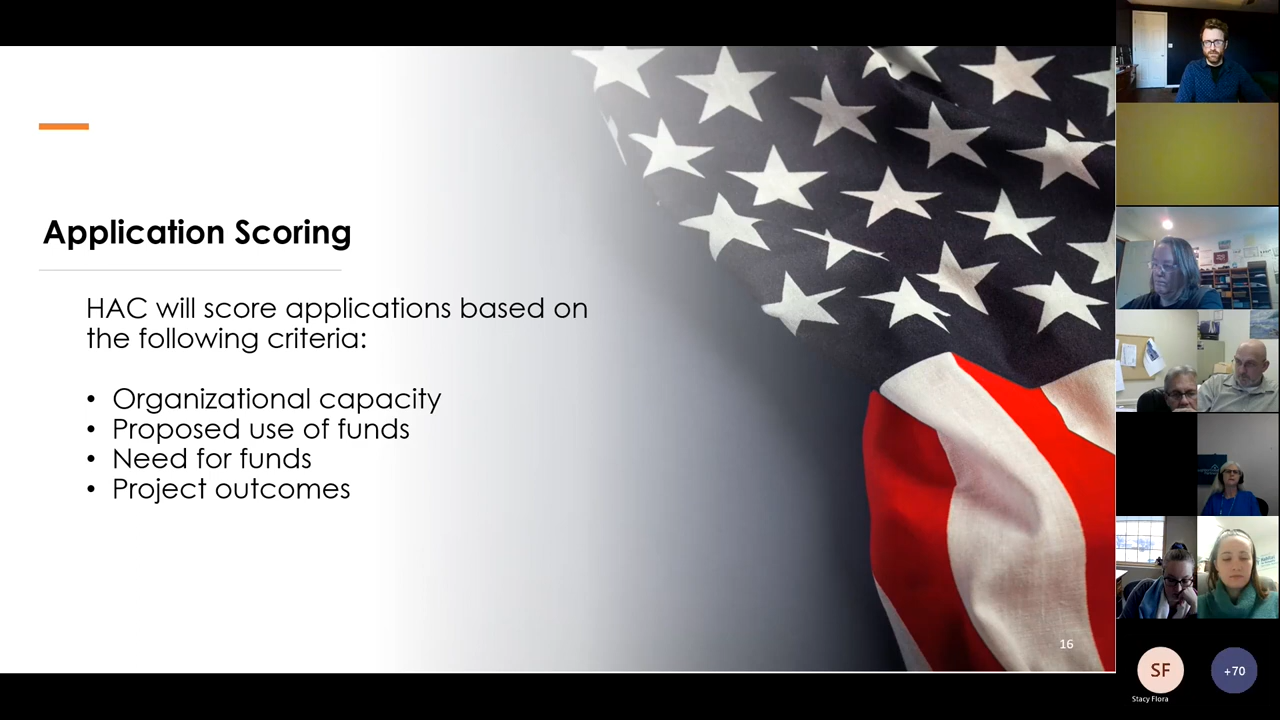 Application Scoring
HAC will score applications based on
the following criteria:
• Organizational capacity
• Proposed use of funds
• Need for funds
• Project outcomes
16
SF
Stacy Flora
+70